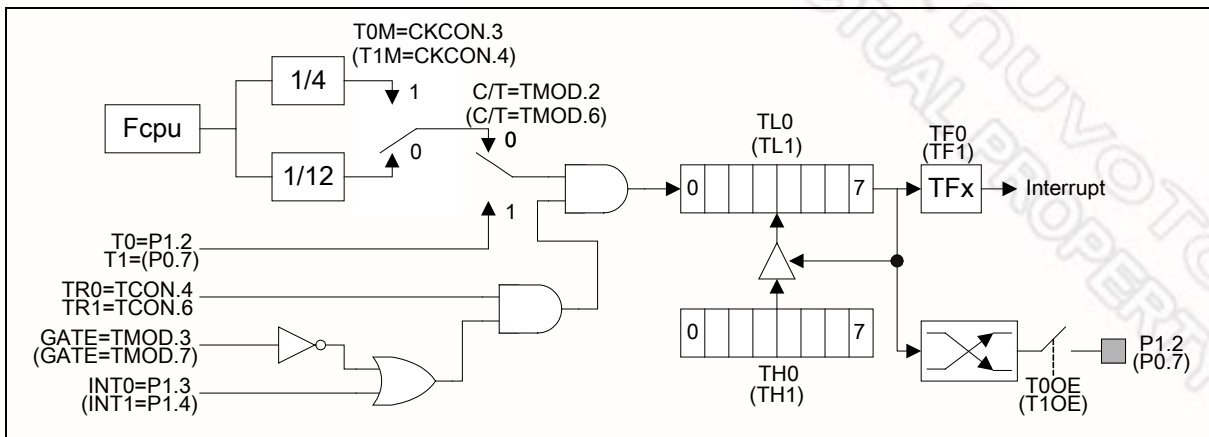 T0M=CKCON.3
(T1M=CKCON.4)
1/4
1
C/T=TMOD.2
(C/T=TMOD.6)
Fcpu
0
0
1/12
TL0
(TL1)
TF0
(TF1)
0
7
TFx
Interrupt
1
T0=P1.2
T1=(P0.7)
TR0=TCON.4
TR1=TCON.6
0
7
GATE=TMOD.3
(GATE=TMOD.7)
P1.2
(P0.7)
INT0=P1.3
(INT1=P1.4)
TH0
(TH1)
T0OE
(T1OE)
NUVOTO
TUAL PROPERT